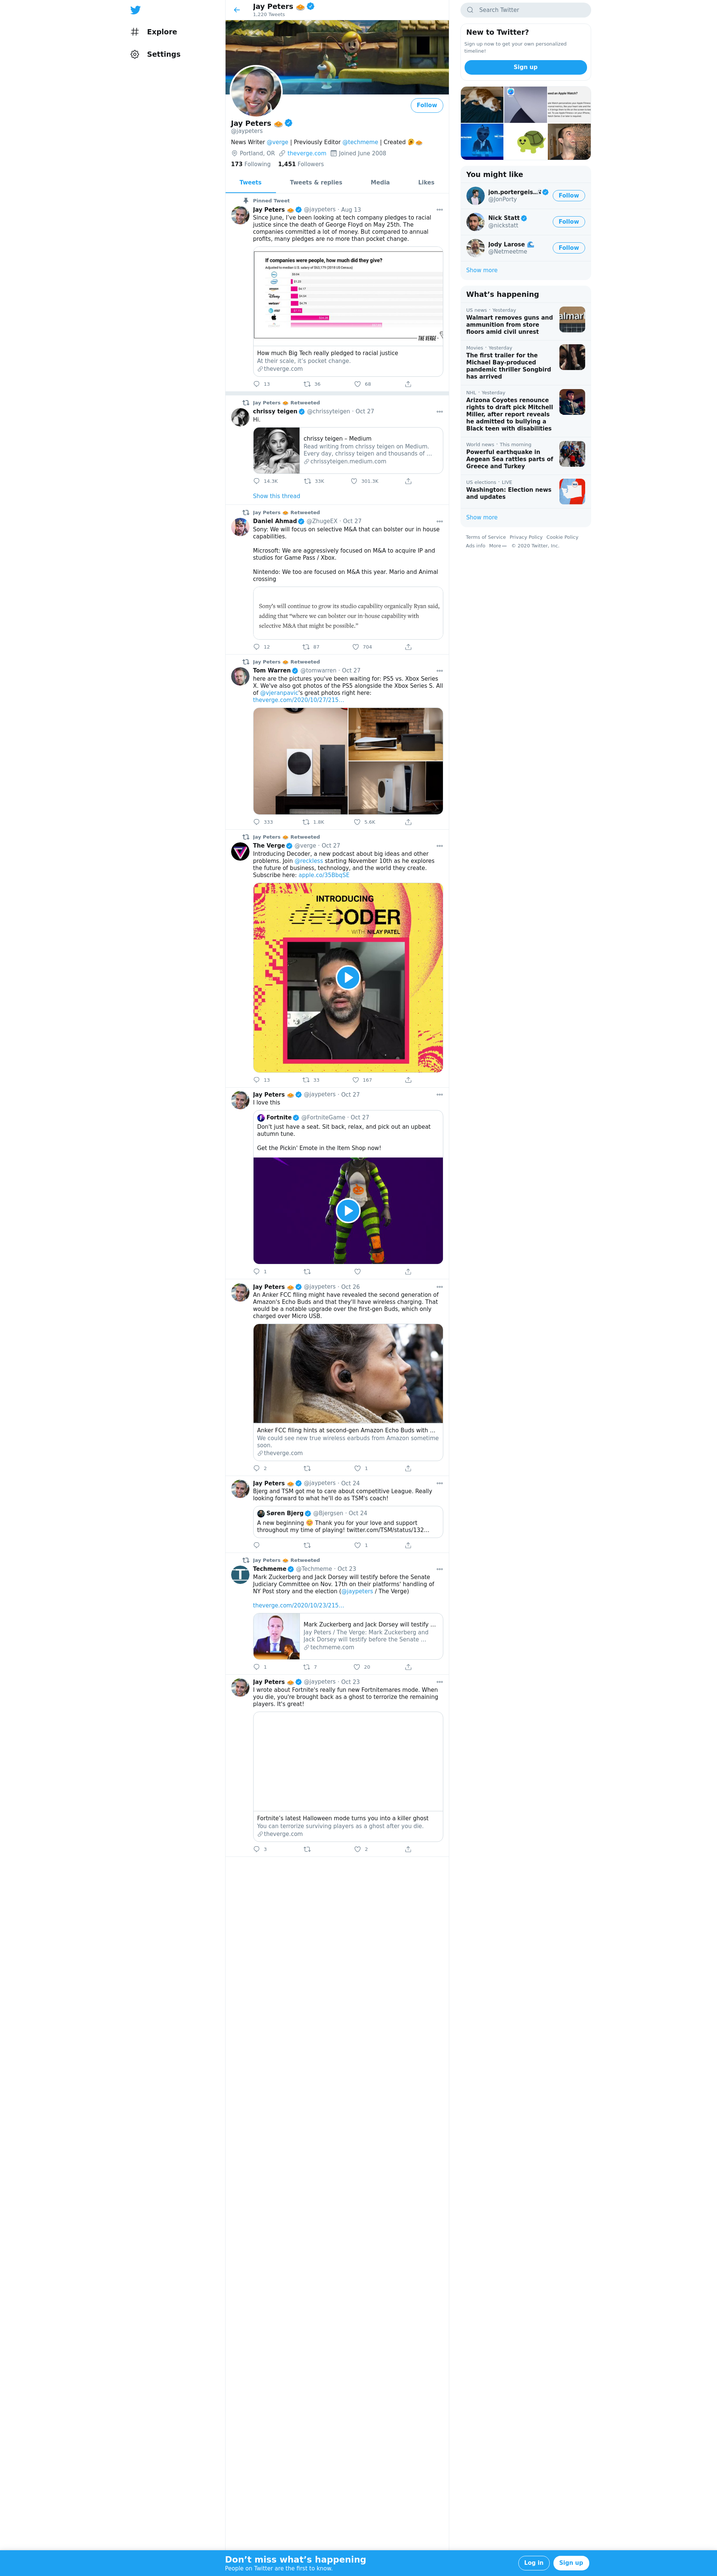 Explore
Settings
Jay Peters
1,220 Tweets
Follow
Jay Peters
@jaypeters
News Writer @verge | Previously Editor @techmeme | Created
Portland, OR theverge.com Joined June 2008
173 Following 1,451 Followers
Tweets Tweets & replies Media Likes
Pinned Tweet
Jay Peters @jaypeters · Aug 13
Since June, I've been looking at tech company pledges to racial
justice since the death of George Floyd on May 25th. The
companies committed a lot of money. But compared to annual
profits, many pledges are no more than pocket change.
If companies were people, how much did they give?
THE VERGE
How much Big Tech really pledged to racial justice
At their scale, it's pocket change.
theverge.com
13 36 68
Jay Peters Retweeted
chrissy teigen @chrissyteigen · Oct 27
Hi.
chrissy teigen – Medium
Read writing from chrissy teigen on Medium.
Every day, chrissy teigen and thousands of ...
chrissyteigen.medium.com
14.3K 33K 301.3K
Show this thread
Jay Peters Retweeted
Daniel Ahmad @ZhugeEX · Oct 27
Sony: We will focus on selective M&A that can bolster our in house
capabilities.
Microsoft: We are aggressively focused on M&A to acquire IP and
studios for Game Pass / Xbox.
Nintendo: We too are focused on M&A this year. Mario and Animal
crossing
Sony's will continue to grow its studio capability organically Ryan said,
adding that "where we can bolster our in-house capability with
selective M&A that might be possible."
12 87 704
Jay Peters Retweeted
Tom Warren @tomwarren · Oct 27
here are the pictures you've been waiting for: PS5 vs. Xbox Series
X. We've also got photos of the PS5 alongside the Xbox Series S. All
of @vjeranpavic's great photos right here:
theverge.com/2020/10/27/215...
333 1.8K 5.6K
Jay Peters Retweeted
The Verge @verge · Oct 27
Introducing Decoder, a new podcast about big ideas and other
problems. Join @reckless starting November 10th as he explores
the future of business, technology, and the world they create.
Subscribe here: apple.co/35BbqSE
INTRODUCING
decODER
WITH NILAY PATEL
13 33 167
Jay Peters @jaypeters · Oct 27
I love this
Fortnite @FortniteGame · Oct 27
Don't just have a seat. Sit back, relax, and pick out an upbeat
autumn tune.
Get the Pickin' Emote in the Item Shop now!
1
Jay Peters @jaypeters · Oct 26
An Anker FCC filing might have revealed the second generation of
Amazon's Echo Buds and that they'll have wireless charging. That
would be a notable upgrade over the first-gen Buds, which only
charged over Micro USB.
Anker FCC filing hints at second-gen Amazon Echo Buds with ...
We could see new true wireless earbuds from Amazon sometime
soon.
theverge.com
2 1
Jay Peters @jaypeters · Oct 24
Bjerg and TSM got me to care about competitive League. Really
looking forward to what he'll do as TSM's coach!
Søren Bjerg @Bjergsen · Oct 24
A new beginning Thank you for your love and support
throughout my time of playing! twitter.com/TSM/status/132...
1
Jay Peters Retweeted
Techmeme @Techmeme · Oct 23
Mark Zuckerberg and Jack Dorsey will testify before the Senate
Judiciary Committee on Nov. 17th on their platforms' handling of
NY Post story and the election (@jaypeters / The Verge)
theverge.com/2020/10/23/215...
Mark Zuckerberg and Jack Dorsey will testify ...
Jay Peters / The Verge: Mark Zuckerberg and
Jack Dorsey will testify before the Senate ...
techmeme.com
1 7 20
Jay Peters @jaypeters · Oct 23
I wrote about Fortnite's really fun new Fortnitemares mode. When
you die, you're brought back as a ghost to terrorize the remaining
players. It's great!
Fortnite's latest Halloween mode turns you into a killer ghost
You can terrorize surviving players as a ghost after you die.
theverge.com
3 2
Search Twitter
New to Twitter?
Sign up now to get your own personalized
timeline!
Sign up
You might like
jon.portergeis...
@JonPorty
Follow
Nick Statt
@nickstatt
Follow
Jody Larose
@Netmeetme
Follow
Show more
What's happening
US news · Yesterday
Walmart removes guns and
ammunition from store
floors amid civil unrest
Movies · Yesterday
The first trailer for the
Michael Bay-produced
pandemic thriller Songbird
has arrived
NHL · Yesterday
Arizona Coyotes renounce
rights to draft pick Mitchell
Miller, after report reveals
he admitted to bullying a
Black teen with disabilities
World news · This morning
Powerful earthquake in
Aegean Sea rattles parts of
Greece and Turkey
US elections · LIVE
Washington: Election news
and updates
Show more
Terms of Service Privacy Policy Cookie Policy
Ads info More © 2020 Twitter, Inc.
Don't miss what's happening
People on Twitter are the first to know.
Log in Sign up